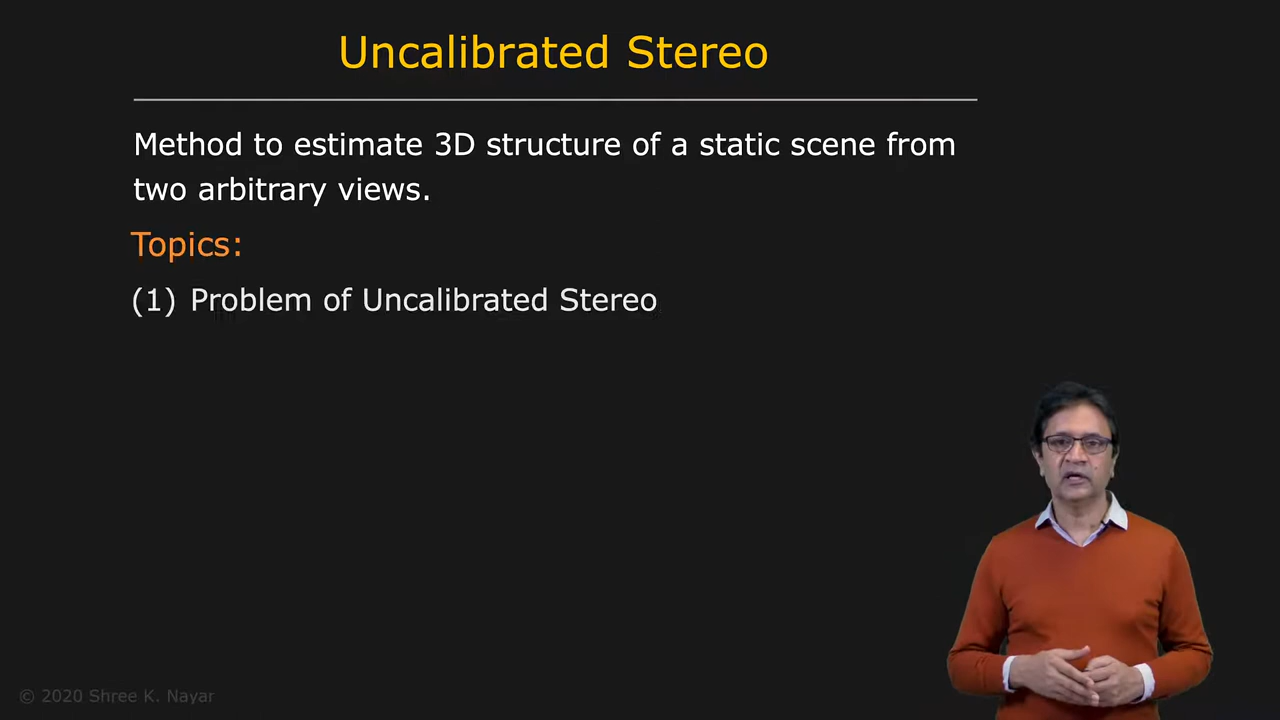 Uncalibrated Stereo
Method to estimate 3D structure of a static scene from
two arbitrary views.
Topics:
(1) Problem of Uncalibrated Stereo
© 2020 Shree K. Nayar